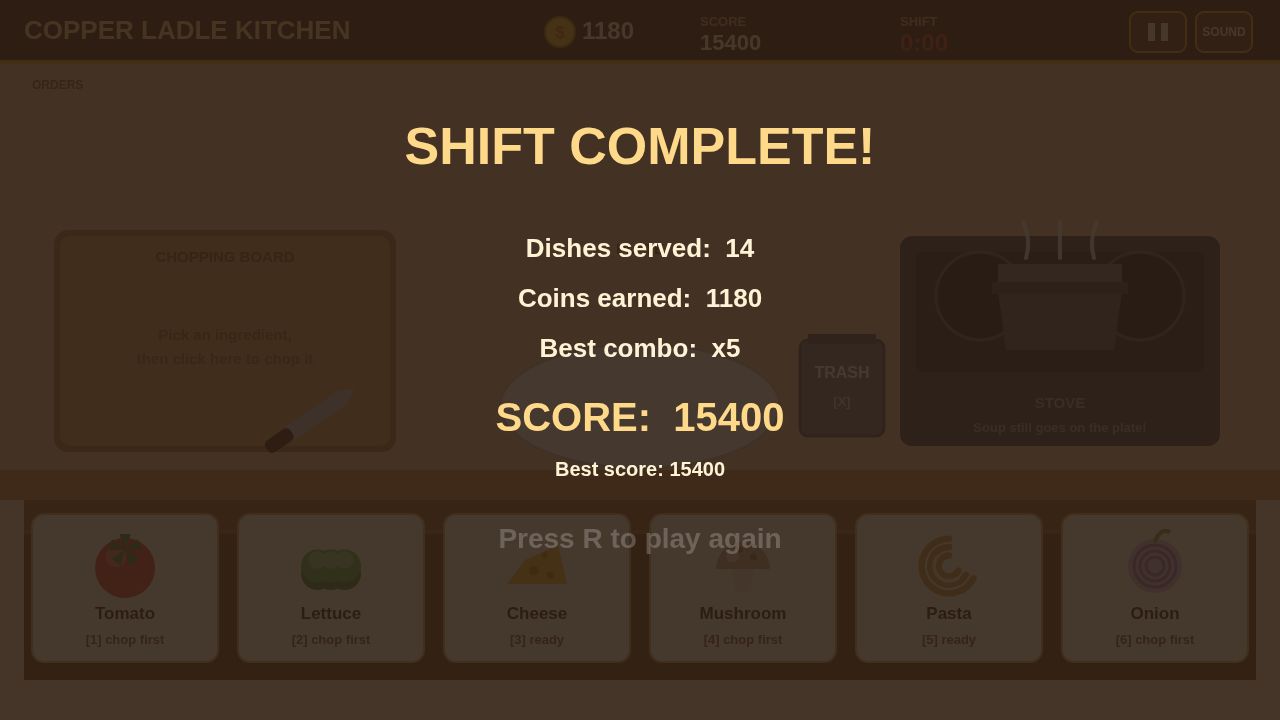 COPPER LADLE KITCHEN
$ 1180
SCORE
15400
SHIFT
0:00
SOUND
ORDERS
SHIFT COMPLETE!
CHOPPING BOARD
Pick an ingredient,
then click here to chop it
Dishes served: 14
Coins earned: 1180
Best combo: x5
SCORE: 15400
Best score: 15400
TRASH
[X]
STOVE
Soup still goes on the plate!
Press R to play again
Tomato
[1] chop first
Lettuce
[2] chop first
Cheese
[3] ready
Mushroom
[4] chop first
Pasta
[5] ready
Onion
[6] chop first